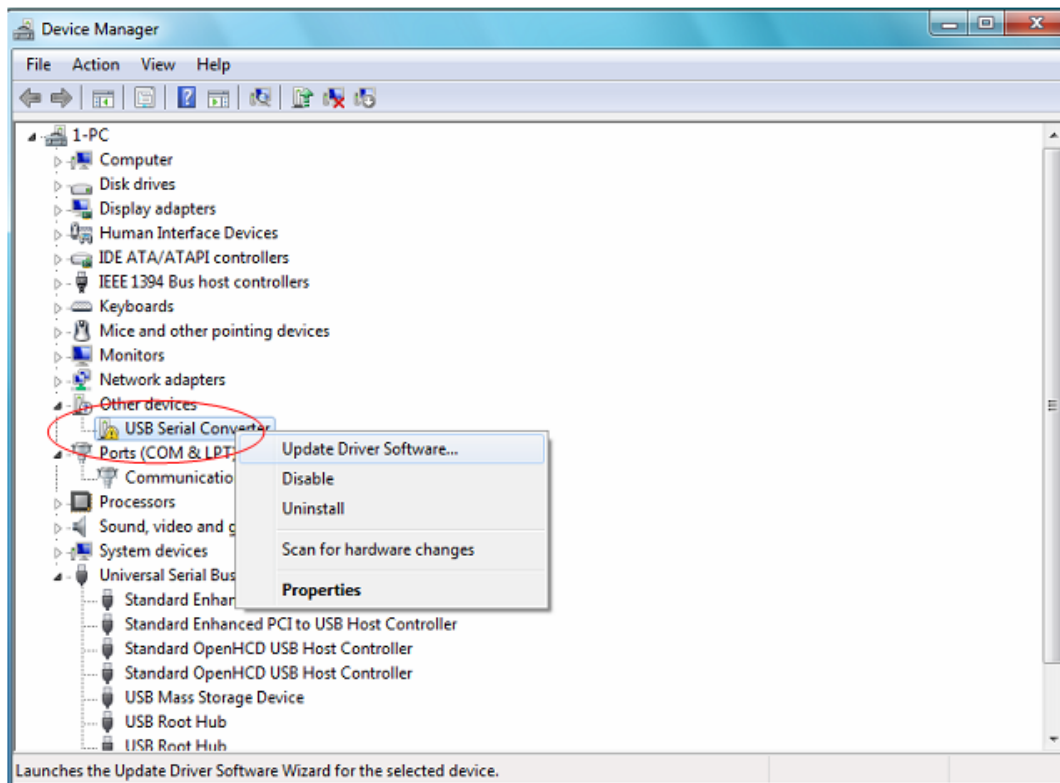 Device Manager
File Action View Help
1-PC
Computer
Disk drives
Display adapters
Human Interface Devices
IDE ATA/ATAPI controllers
IEEE 1394 Bus host controllers
Keyboards
Mice and other pointing devices
Monitors
Network adapters
Other devices
USB Serial Converter
Ports (COM & LPT)
Communicatio
Processors
Sound, video and g
System devices
Universal Serial Bus
Standard Enhan
Standard Enhanced PCI to USB Host Controller
Standard OpenHCD USB Host Controller
Standard OpenHCD USB Host Controller
USB Mass Storage Device
USB Root Hub
USB Root Hub
Update Driver Software...
Disable
Uninstall
Scan for hardware changes
Properties
Launches the Update Driver Software Wizard for the selected device.